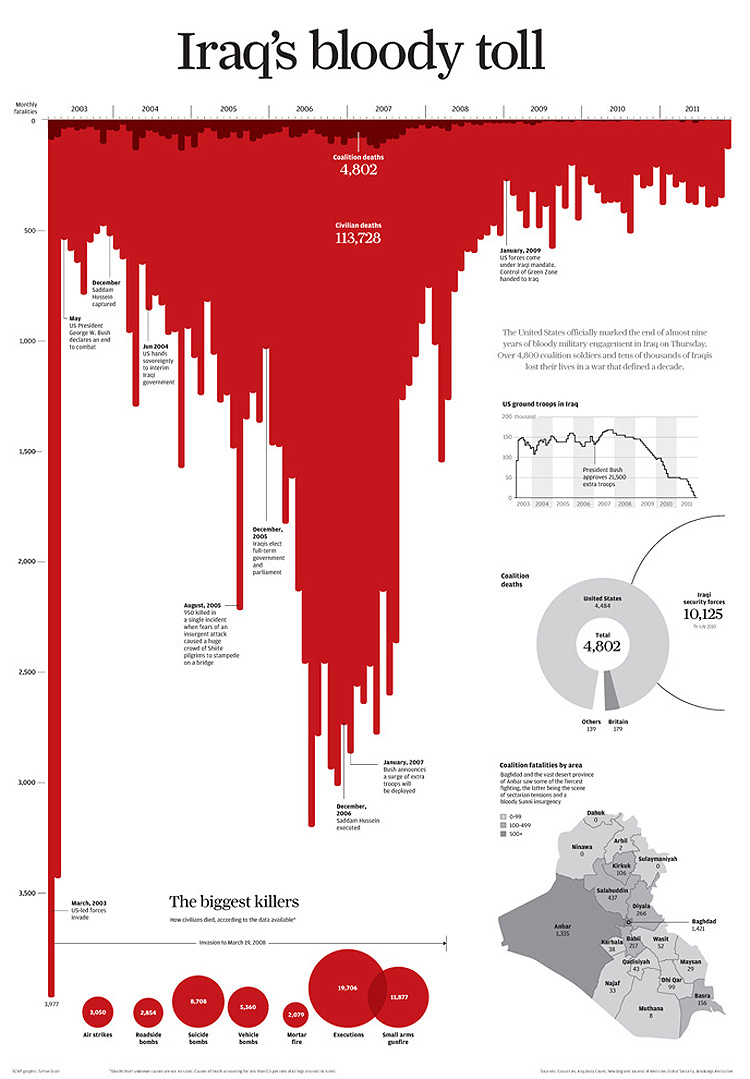 Iraq's bloody toll
Monthly
fatalities
2003
2004
2005
2006
2007
2008
2009
2010
2011
0
500
1,000
1,500
2,000
2,500
3,000
3,500
Coalition deaths
4,802
Civilian deaths
113,728
May
US President
George W. Bush
declares an end
to combat
December
Saddam
Hussein
captured
Jun 2004
US hands
sovereignty
to interim
Iraqi
government
August, 2005
950 killed in
a single incident
when fears of an
insurgent attack
caused a huge
crowd of Shiite
pilgrims to stampede
on a bridge
December,
2005
Iraqis elect
full-term
government
and
parliament
December,
2006
Saddam Hussein
executed
January, 2007
Bush announces
a surge of extra
troops will
be deployed
January, 2009
US forces come
under Iraqi mandate.
Control of Green Zone
handed to Iraq
The United States officially marked the end of almost nine
years of bloody military engagement in Iraq on Thursday.
Over 4,800 coalition soldiers and tens of thousands of Iraqis
lost their lives in a war that defined a decade.
US ground troops in Iraq
200 thousand
150
100
50
0
President Bush
approves 21,500
extra troops
2003 2004 2005 2006 2007 2008 2009 2010 2011
Coalition
deaths
United States
4,484
Total
4,802
Others
139
Britain
179
Iraqi
security forces
10,125
To July 2010
Coalition fatalities by area
Baghdad and the vast desert province
of Anbar saw some of the fiercest
fighting, the latter being the scene
of sectarian tensions and a
bloody Sunni insurgency
0-99
100-499
500+
Dahuk
0
Ninawa
0
Arbil
2
Sulaymaniyah
0
Kirkuk
106
Salahuddin
437
Diyala
266
Baghdad
1,421
Anbar
1,335
Karbala
38
Babil
217
Wasit
52
Qadisiyah
43
Maysan
29
Najaf
33
Dhi Qar
99
Basra
156
Muthana
8
March, 2003
US-led forces
invade
3,977
The biggest killers
How civilians died, according to the data available*
Invasion to March 19, 2008
3,050
Air strikes
2,854
Roadside
bombs
8,708
Suicide
bombs
5,360
Vehicle
bombs
2,079
Mortar
fire
19,706
Executions
11,877
Small arms
gunfire
SCMP graphic: Simon Scarr